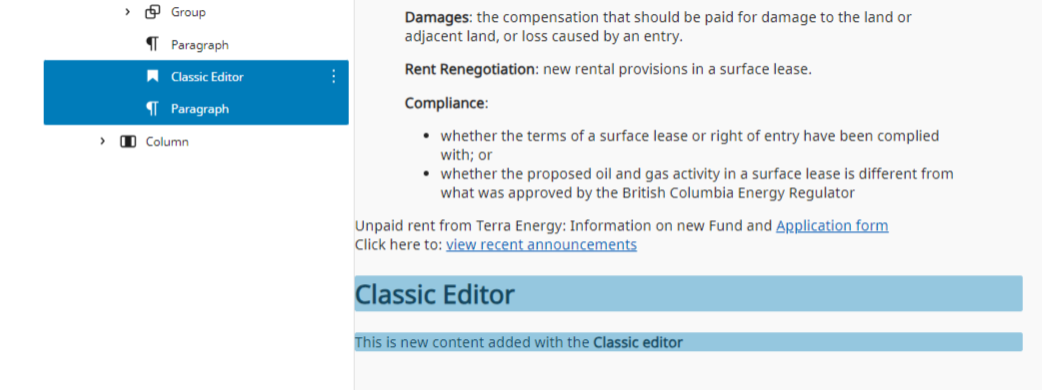 Group
Paragraph
Classic Editor
Paragraph
Column
Damages: the compensation that should be paid for damage to the land or
adjacent land, or loss caused by an entry.
Rent Renegotiation: new rental provisions in a surface lease.
Compliance:
• whether the terms of a surface lease or right of entry have been complied
with; or
• whether the proposed oil and gas activity in a surface lease is different from
what was approved by the British Columbia Energy Regulator
Unpaid rent from Terra Energy: Information on new Fund and Application form
Click here to: view recent announcements
Classic Editor
This is new content added with the Classic editor